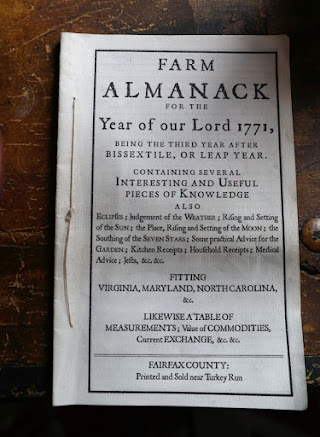 FARM
ALMANACK
FOR THE
Year of our Lord 1771,
BEING THE THIRD YEAR AFTER
BISSEXTILE, OR LEAP YEAR.
CONTAINING SEVERAL
INTERESTING AND USEFUL
PIECES OF KNOWLEDGE
ALSO
ECLIPSES; Judgement of the WEATHER; Rising and Setting
of the SUN; the Place, Rising and Setting of the MOON; the
Southing of the SEVEN STARS; Some practical Advice for the
GARDEN; Kitchen Receipts; Household Receipts; Medical
Advice; Jests, &c. &c.
FITTING
VIRGINIA, MARYLAND, NORTH CAROLINA,
&c.
LIKEWISE A TABLE OF
MEASUREMENTS; Value of COMMODITIES,
Current EXCHANGE, &c. &c.
FAIRFAX COUNTY:
Printed and Sold near Turkey Run